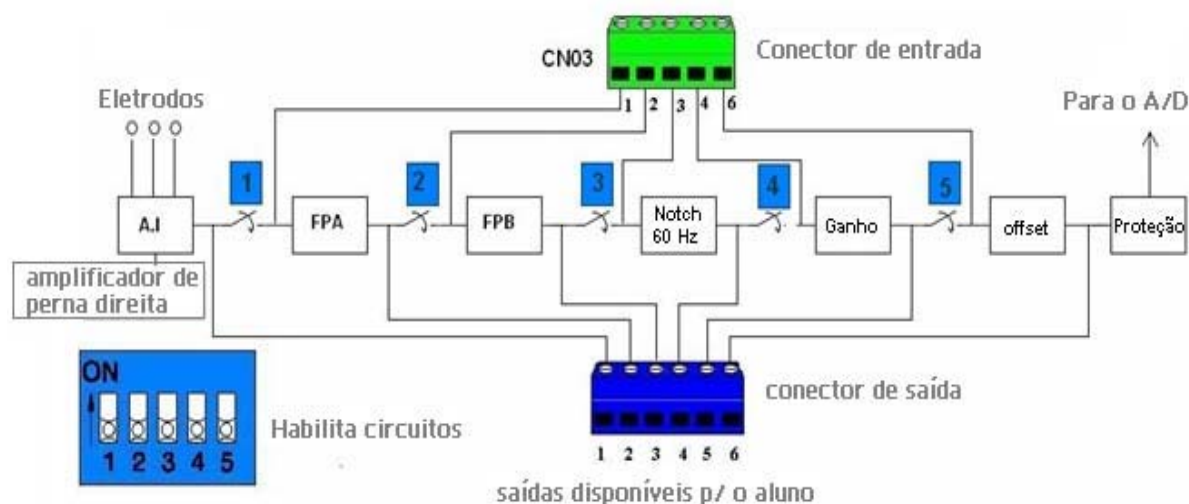 CN03
Conector de entrada
1 2 3 4 6
Eletrodos
Para o A/D
1
2
3
4
5
A.I
FPA
FPB
Notch
60 Hz
Ganho
offset
Proteção
amplificador de
perna direita
ON
1 2 3 4 5
Habilita circuitos
conector de saída
1 2 3 4 5 6
saídas disponíveis p/ o aluno